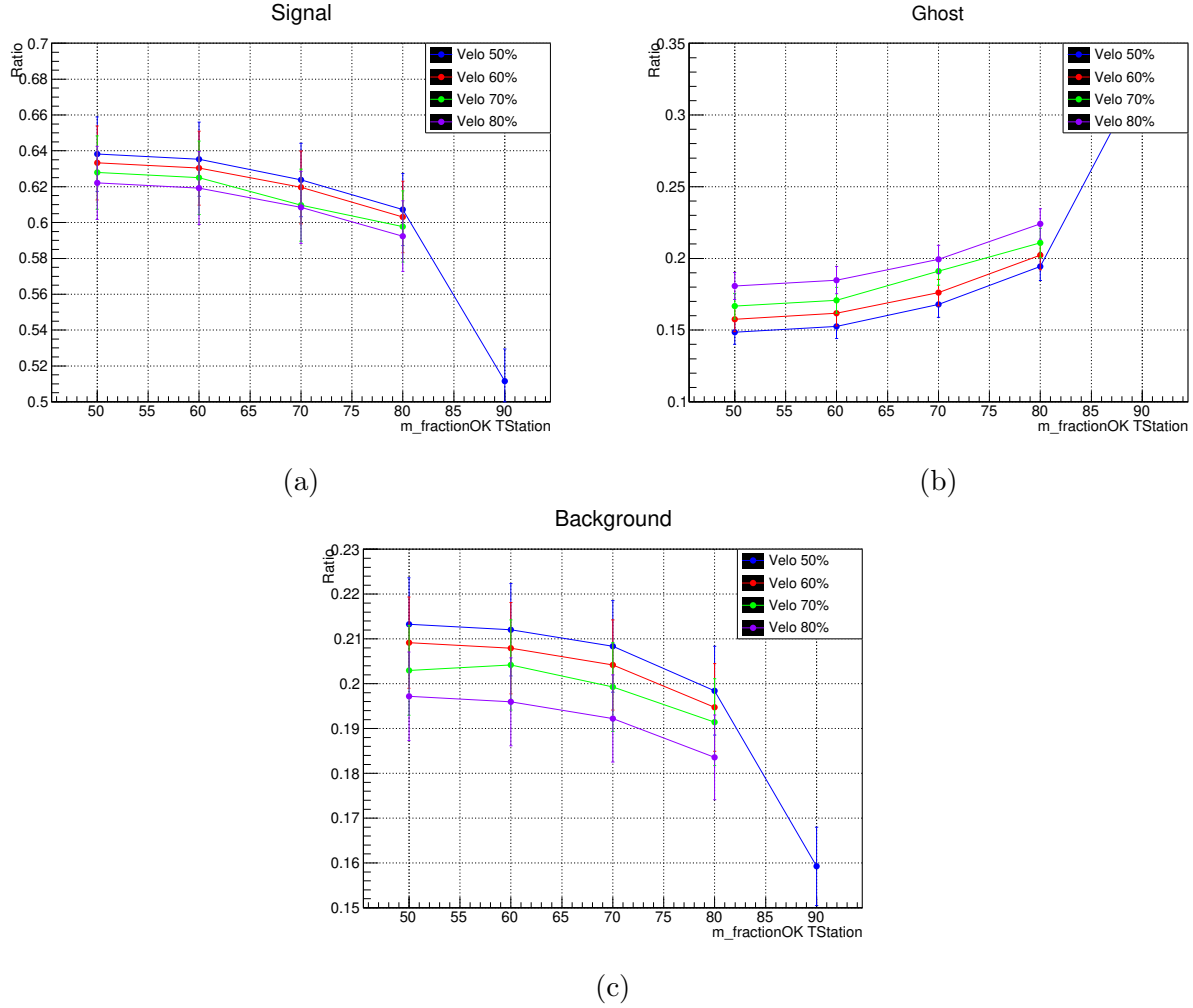 Signal
Ratio
0.7
0.68
0.66
0.64
0.62
0.6
0.58
0.56
0.54
0.52
0.5
Velo 50%
Velo 60%
Velo 70%
Velo 80%
50 55 60 65 70 75 80 85 90
m_fractionOK TStation
(a)
Ghost
Ratio
0.35
0.3
0.25
0.2
0.15
0.1
Velo 50%
Velo 60%
Velo 70%
Velo 80%
50 55 60 65 70 75 80 85 90
m_fractionOK TStation
(b)
Background
Ratio
0.23
0.22
0.21
0.2
0.19
0.18
0.17
0.16
0.15
Velo 50%
Velo 60%
Velo 70%
Velo 80%
50 55 60 65 70 75 80 85 90
m_fractionOK TStation
(c)